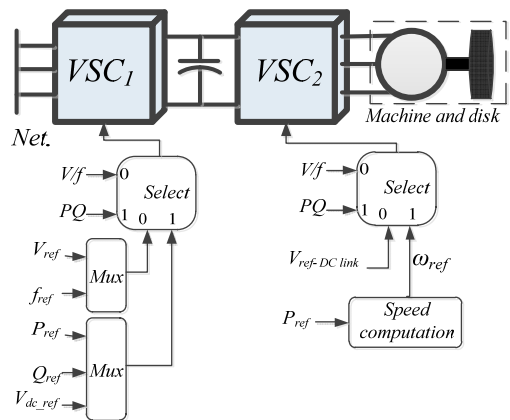 VSC1
VSC2
Net.
Machine and disk
V/f
0
Select
PQ
1
0
1
Vref
fref
Mux
Pref
Qref
Vdc_ref
Mux
V/f
0
Select
PQ
1
0
1
Vref-DC link
ωref
Pref
Speed
computation